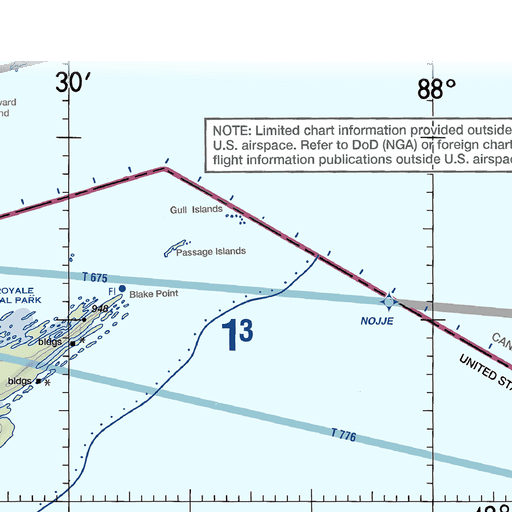 30′
88°
vard
nd
NOTE: Limited chart information provided outside
U.S. airspace. Refer to DoD (NGA) or foreign chart
flight information publications outside U.S. airspac
Gull Islands
Passage Islands
T 675
ROYALE
AL PARK
Fl
Blake Point
948
NOJJE
1³
bldgs
CAN
UNITED STA
bldgs
T 776